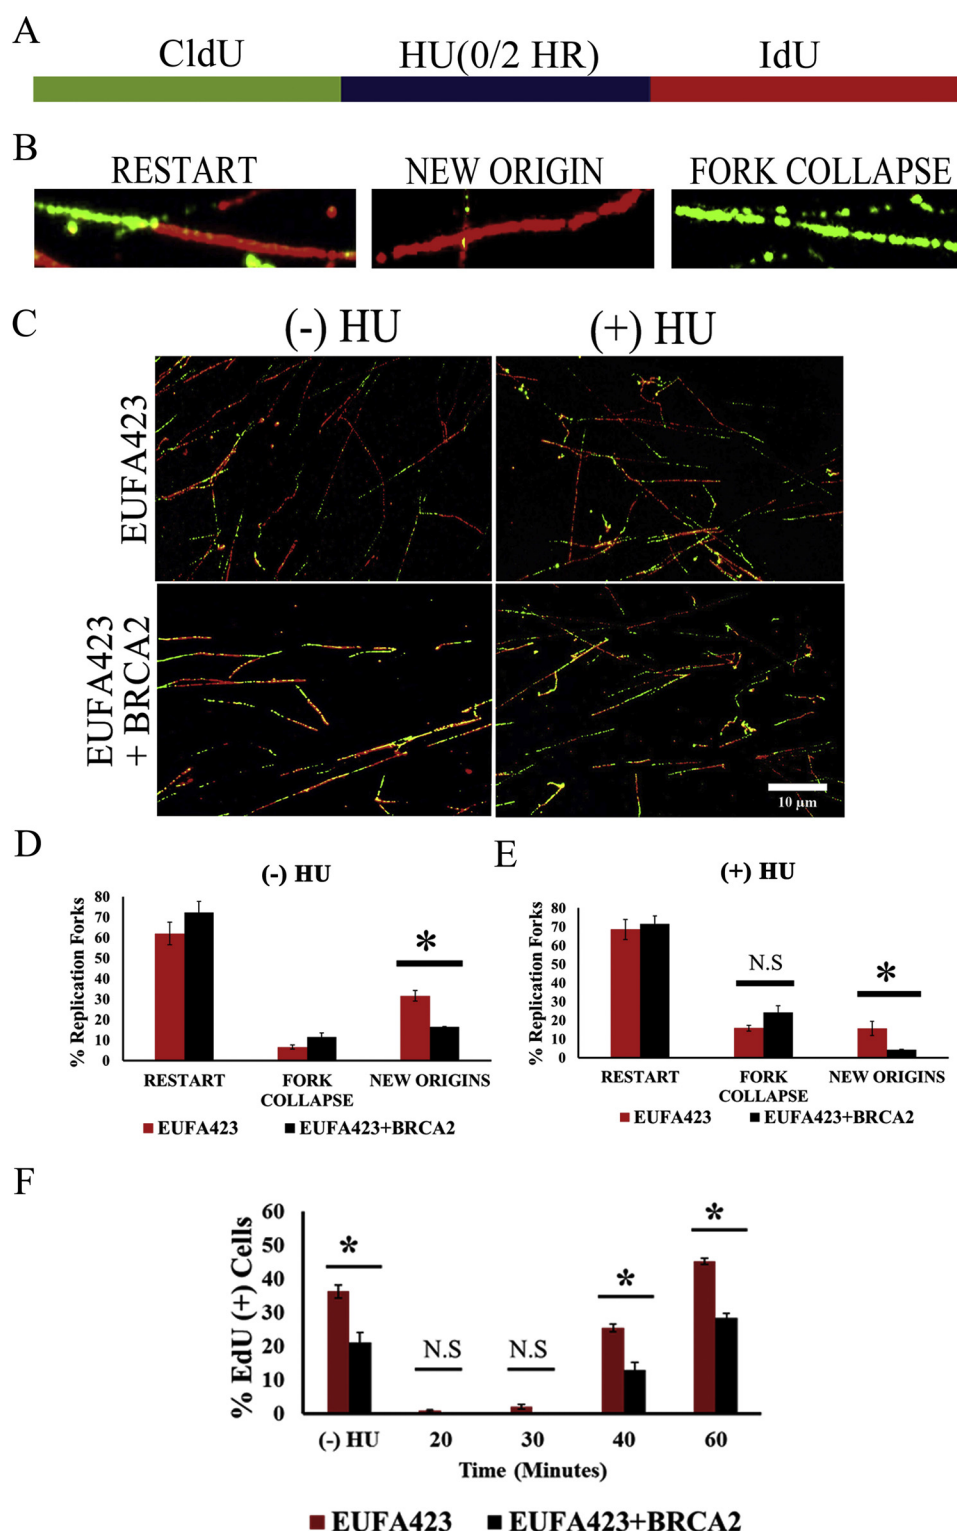 A
CldU
HU(0/2 HR)
IdU
B
RESTART
NEW ORIGIN
FORK COLLAPSE
C
(-) HU
(+) HU
EUFA423
EUFA423
+ BRCA2
10 µm
D
(-) HU
% Replication Forks
80
70
60
50
40
30
20
10
0
*
RESTART
FORK
COLLAPSE
NEW ORIGINS
EUFA423
EUFA423+BRCA2
E
(+) HU
% Replication Forks
80
70
60
50
40
30
20
10
0
N.S
*
RESTART
FORK
COLLAPSE
NEW ORIGINS
EUFA423
EUFA423+BRCA2
F
% EdU (+) Cells
60
50
40
30
20
10
0
*
N.S
N.S
*
*
(-) HU
20
30
40
60
Time (Minutes)
EUFA423
EUFA423+BRCA2